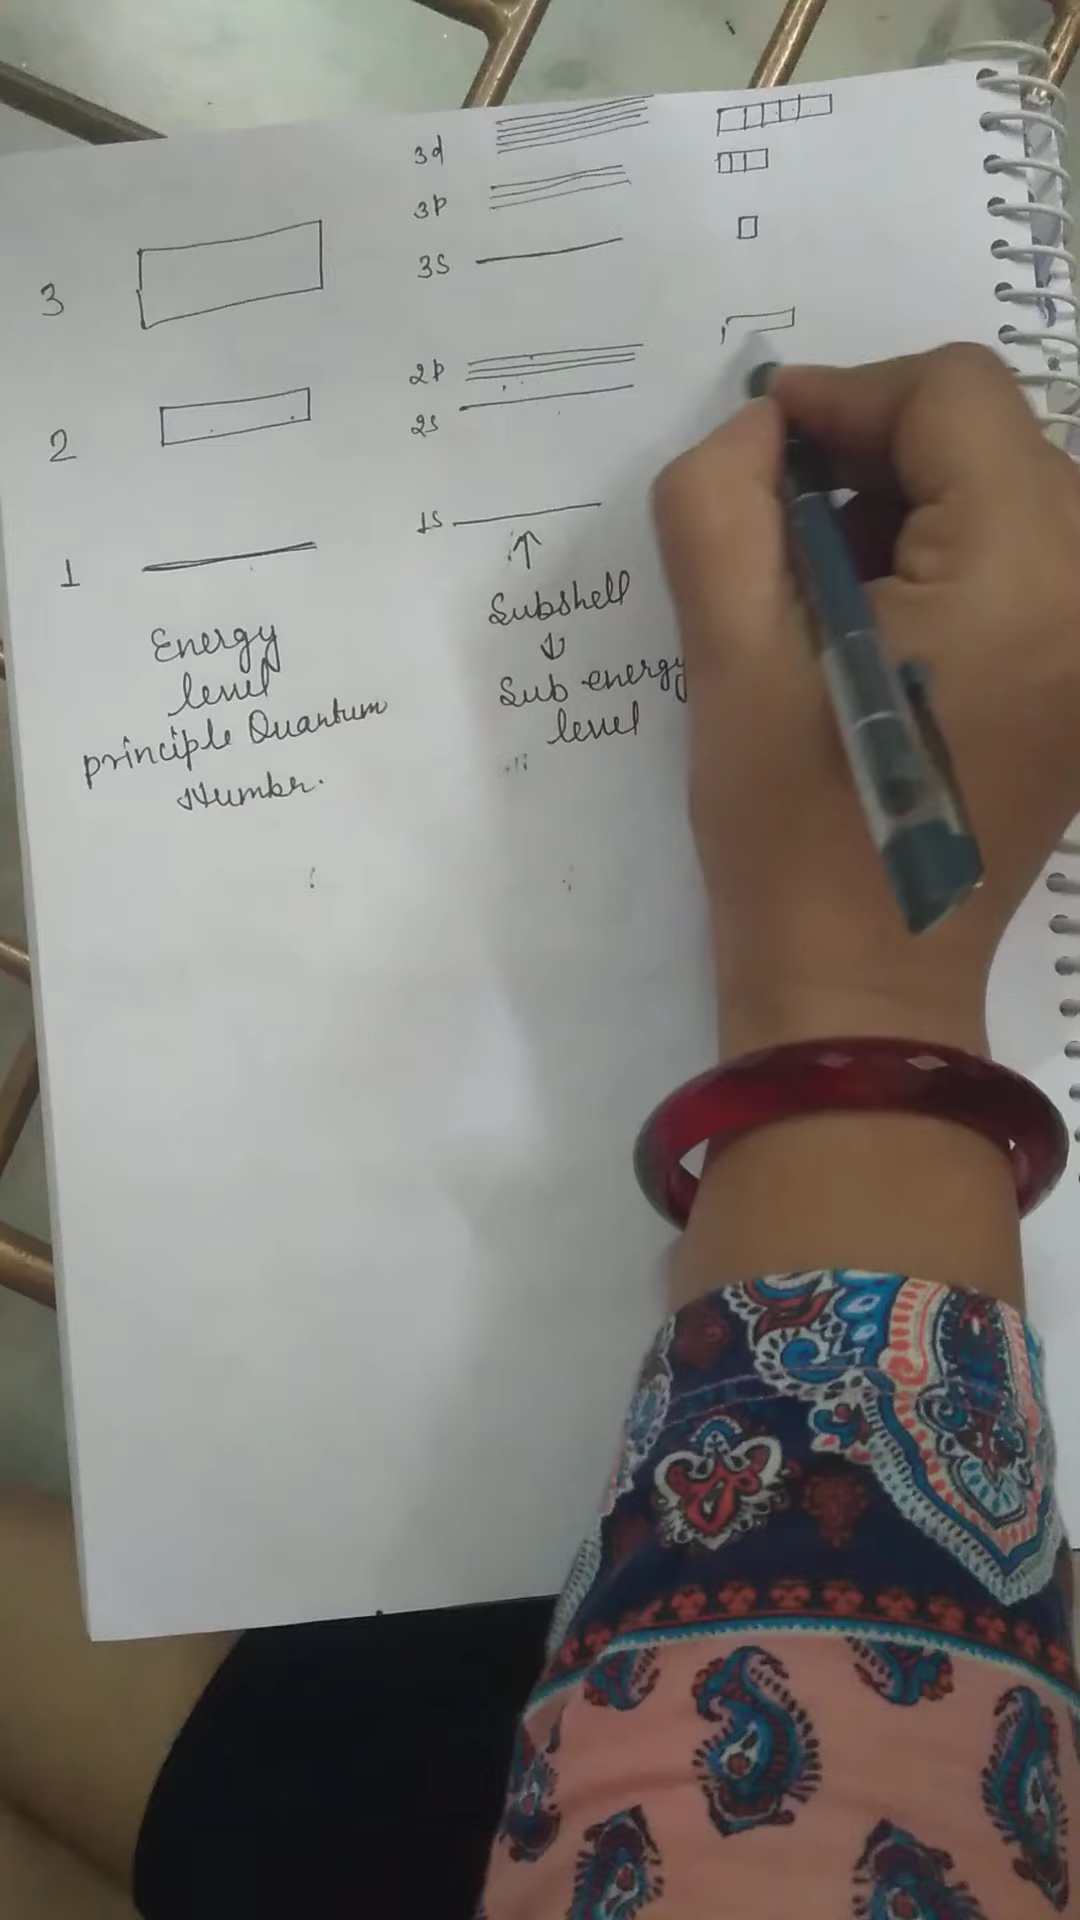 3d
3p
3s
3
2p
2s
2
1s
1
Subshell
Sub energy
level
Energy
level
principle Quantum
Number.